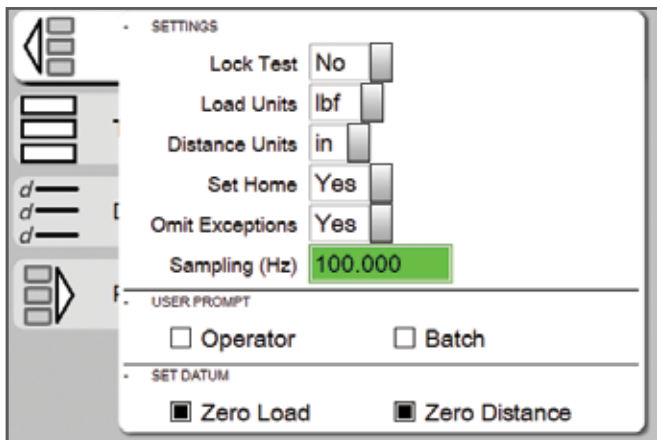 - SETTINGS
Lock Test No
Load Units lbf
Distance Units in
Set Home Yes
Omit Exceptions Yes
Sampling (Hz) 100.000
- USER PROMPT
Operator Batch
- SET DATUM
Zero Load Zero Distance
d
d
d